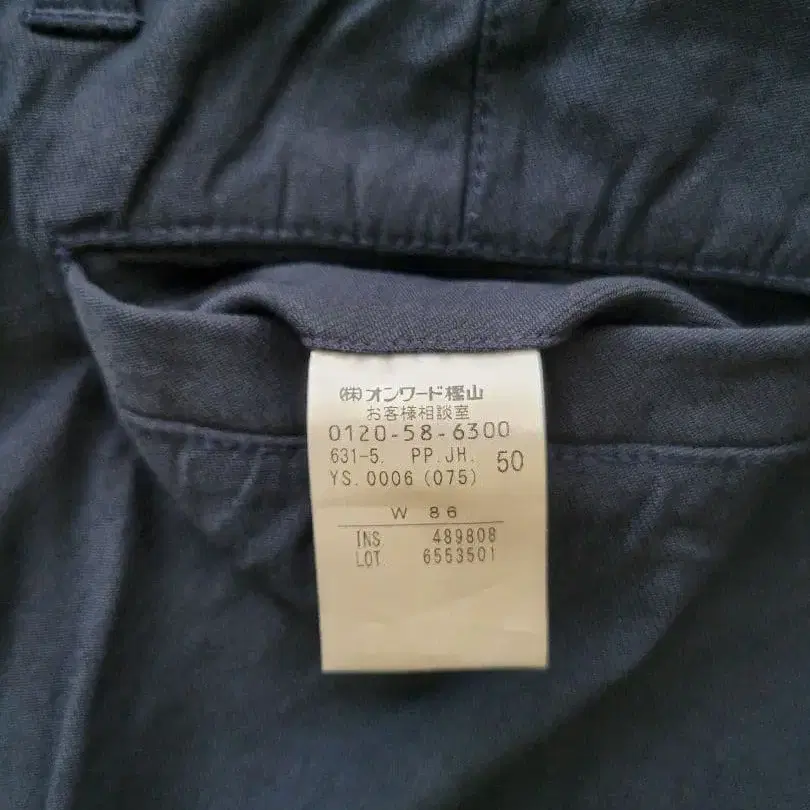 ㈱オンワード樫山
お客様相談室
0120-58-6300
631-5. PP.JH. 50
YS.0006(075)
W 86
INS 489808
LOT 6553501